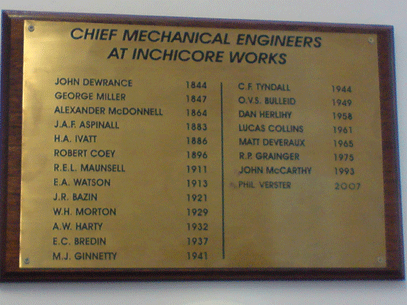 CHIEF MECHANICAL ENGINEERS
AT INCHICORE WORKS
JOHN DEWRANCE 1844
GEORGE MILLER 1847
ALEXANDER McDONNELL 1864
J.A.F. ASPINALL 1883
H.A. IVATT 1886
ROBERT COEY 1896
R.E.L. MAUNSELL 1911
E.A. WATSON 1913
J.R. BAZIN 1921
W.H. MORTON 1929
A.W. HARTY 1932
E.C. BREDIN 1937
M.J. GINNETTY 1941
C.F. TYNDALL 1944
O.V.S. BULLEID 1949
DAN HERLIHY 1958
LUCAS COLLINS 1961
MATT DEVERAUX 1965
R.P. GRAINGER 1975
JOHN McCARTHY 1993
PHIL VERSTER 2007